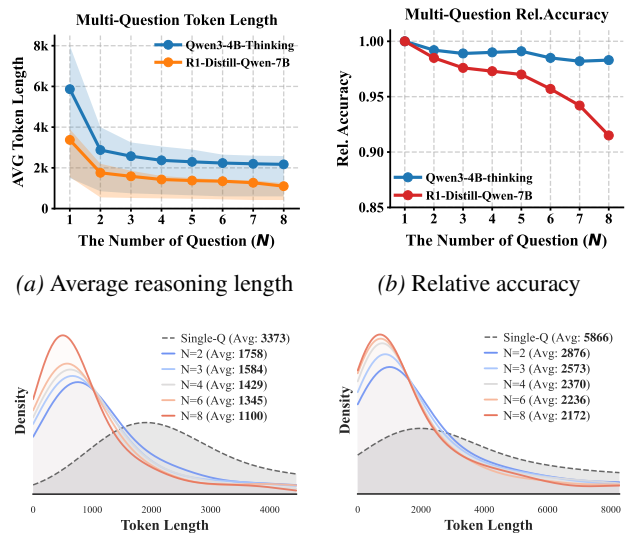 Multi-Question Token Length
AVG Token Length
8k
6k
4k
2k
0
Qwen3-4B-Thinking
R1-Distill-Qwen-7B
1 2 3 4 5 6 7 8
The Number of Question (N)
(a) Average reasoning length
Multi-Question Rel.Accuracy
Rel. Accuracy
1.00
0.95
0.90
0.85
Qwen3-4B-thinking
R1-Distill-Qwen-7B
1 2 3 4 5 6 7 8
The Number of Question (N)
(b) Relative accuracy
Density
Single-Q (Avg: 3373)
N=2 (Avg: 1758)
N=3 (Avg: 1584)
N=4 (Avg: 1429)
N=6 (Avg: 1345)
N=8 (Avg: 1100)
0 1000 2000 3000 4000
Token Length
Density
Single-Q (Avg: 5866)
N=2 (Avg: 2876)
N=3 (Avg: 2573)
N=4 (Avg: 2370)
N=6 (Avg: 2236)
N=8 (Avg: 2172)
0 2000 4000 6000 8000
Token Length